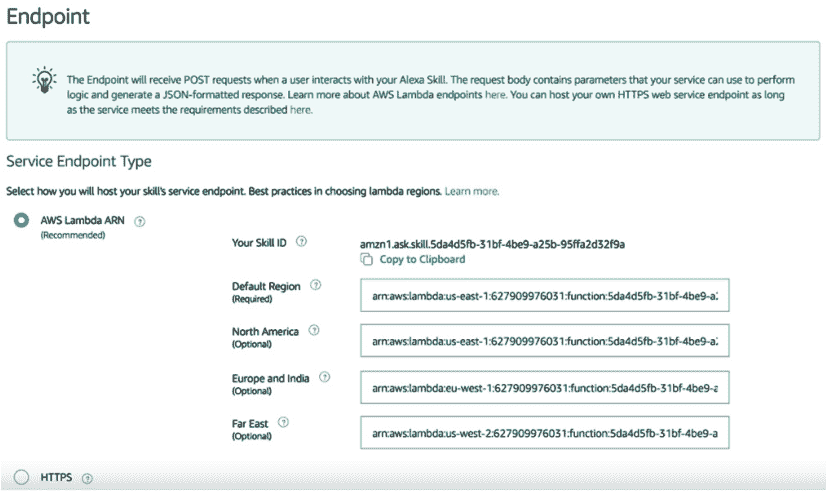 Endpoint
The Endpoint will receive POST requests when a user interacts with your Alexa Skill. The request body contains parameters that your service can use to perform
logic and generate a JSON-formatted response. Learn more about AWS Lambda endpoints here. You can host your own HTTPS web service endpoint as long
as the service meets the requirements described here.
Service Endpoint Type
Select how you will host your skill's service endpoint. Best practices in choosing lambda regions. Learn more.
AWS Lambda ARN ?
(Recommended)
Your Skill ID ? amzn1.ask.skill.5da4d5fb-31bf-4be9-a25b-95ffa2d32f9a
Copy to Clipboard
Default Region ? arn:aws:lambda:us-east-1:627909976031:function:5da4d5fb-31bf-4be9-a2
(Required)
North America ? arn:aws:lambda:us-east-1:627909976031:function:5da4d5fb-31bf-4be9-a2
(Optional)
Europe and India ? arn:aws:lambda:eu-west-1:627909976031:function:5da4d5fb-31bf-4be9-a
(Optional)
Far East ? arn:aws:lambda:us-west-2:627909976031:function:5da4d5fb-31bf-4be9-a
(Optional)
HTTPS ?